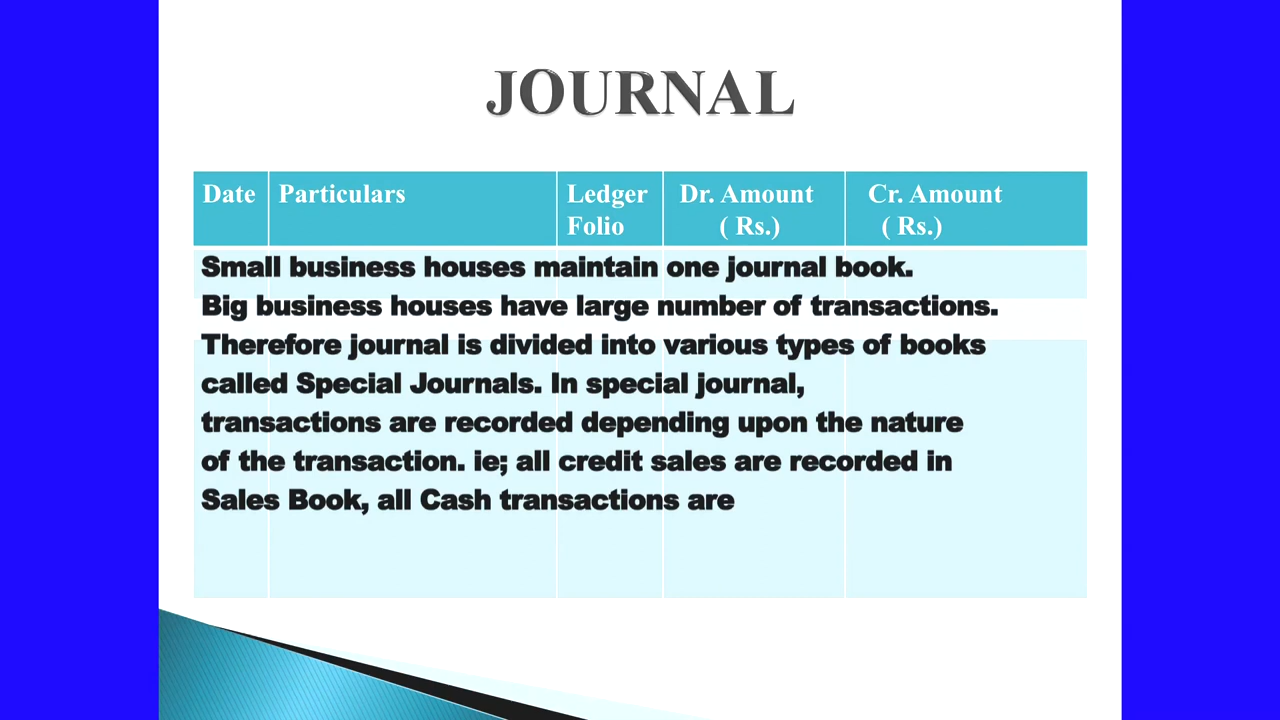 JOURNAL
Date Particulars Ledger Folio Dr. Amount ( Rs.) Cr. Amount ( Rs.)
Small business houses maintain one journal book.
Big business houses have large number of transactions.
Therefore journal is divided into various types of books
called Special Journals. In special journal,
transactions are recorded depending upon the nature
of the transaction. ie; all credit sales are recorded in
Sales Book, all Cash transactions are